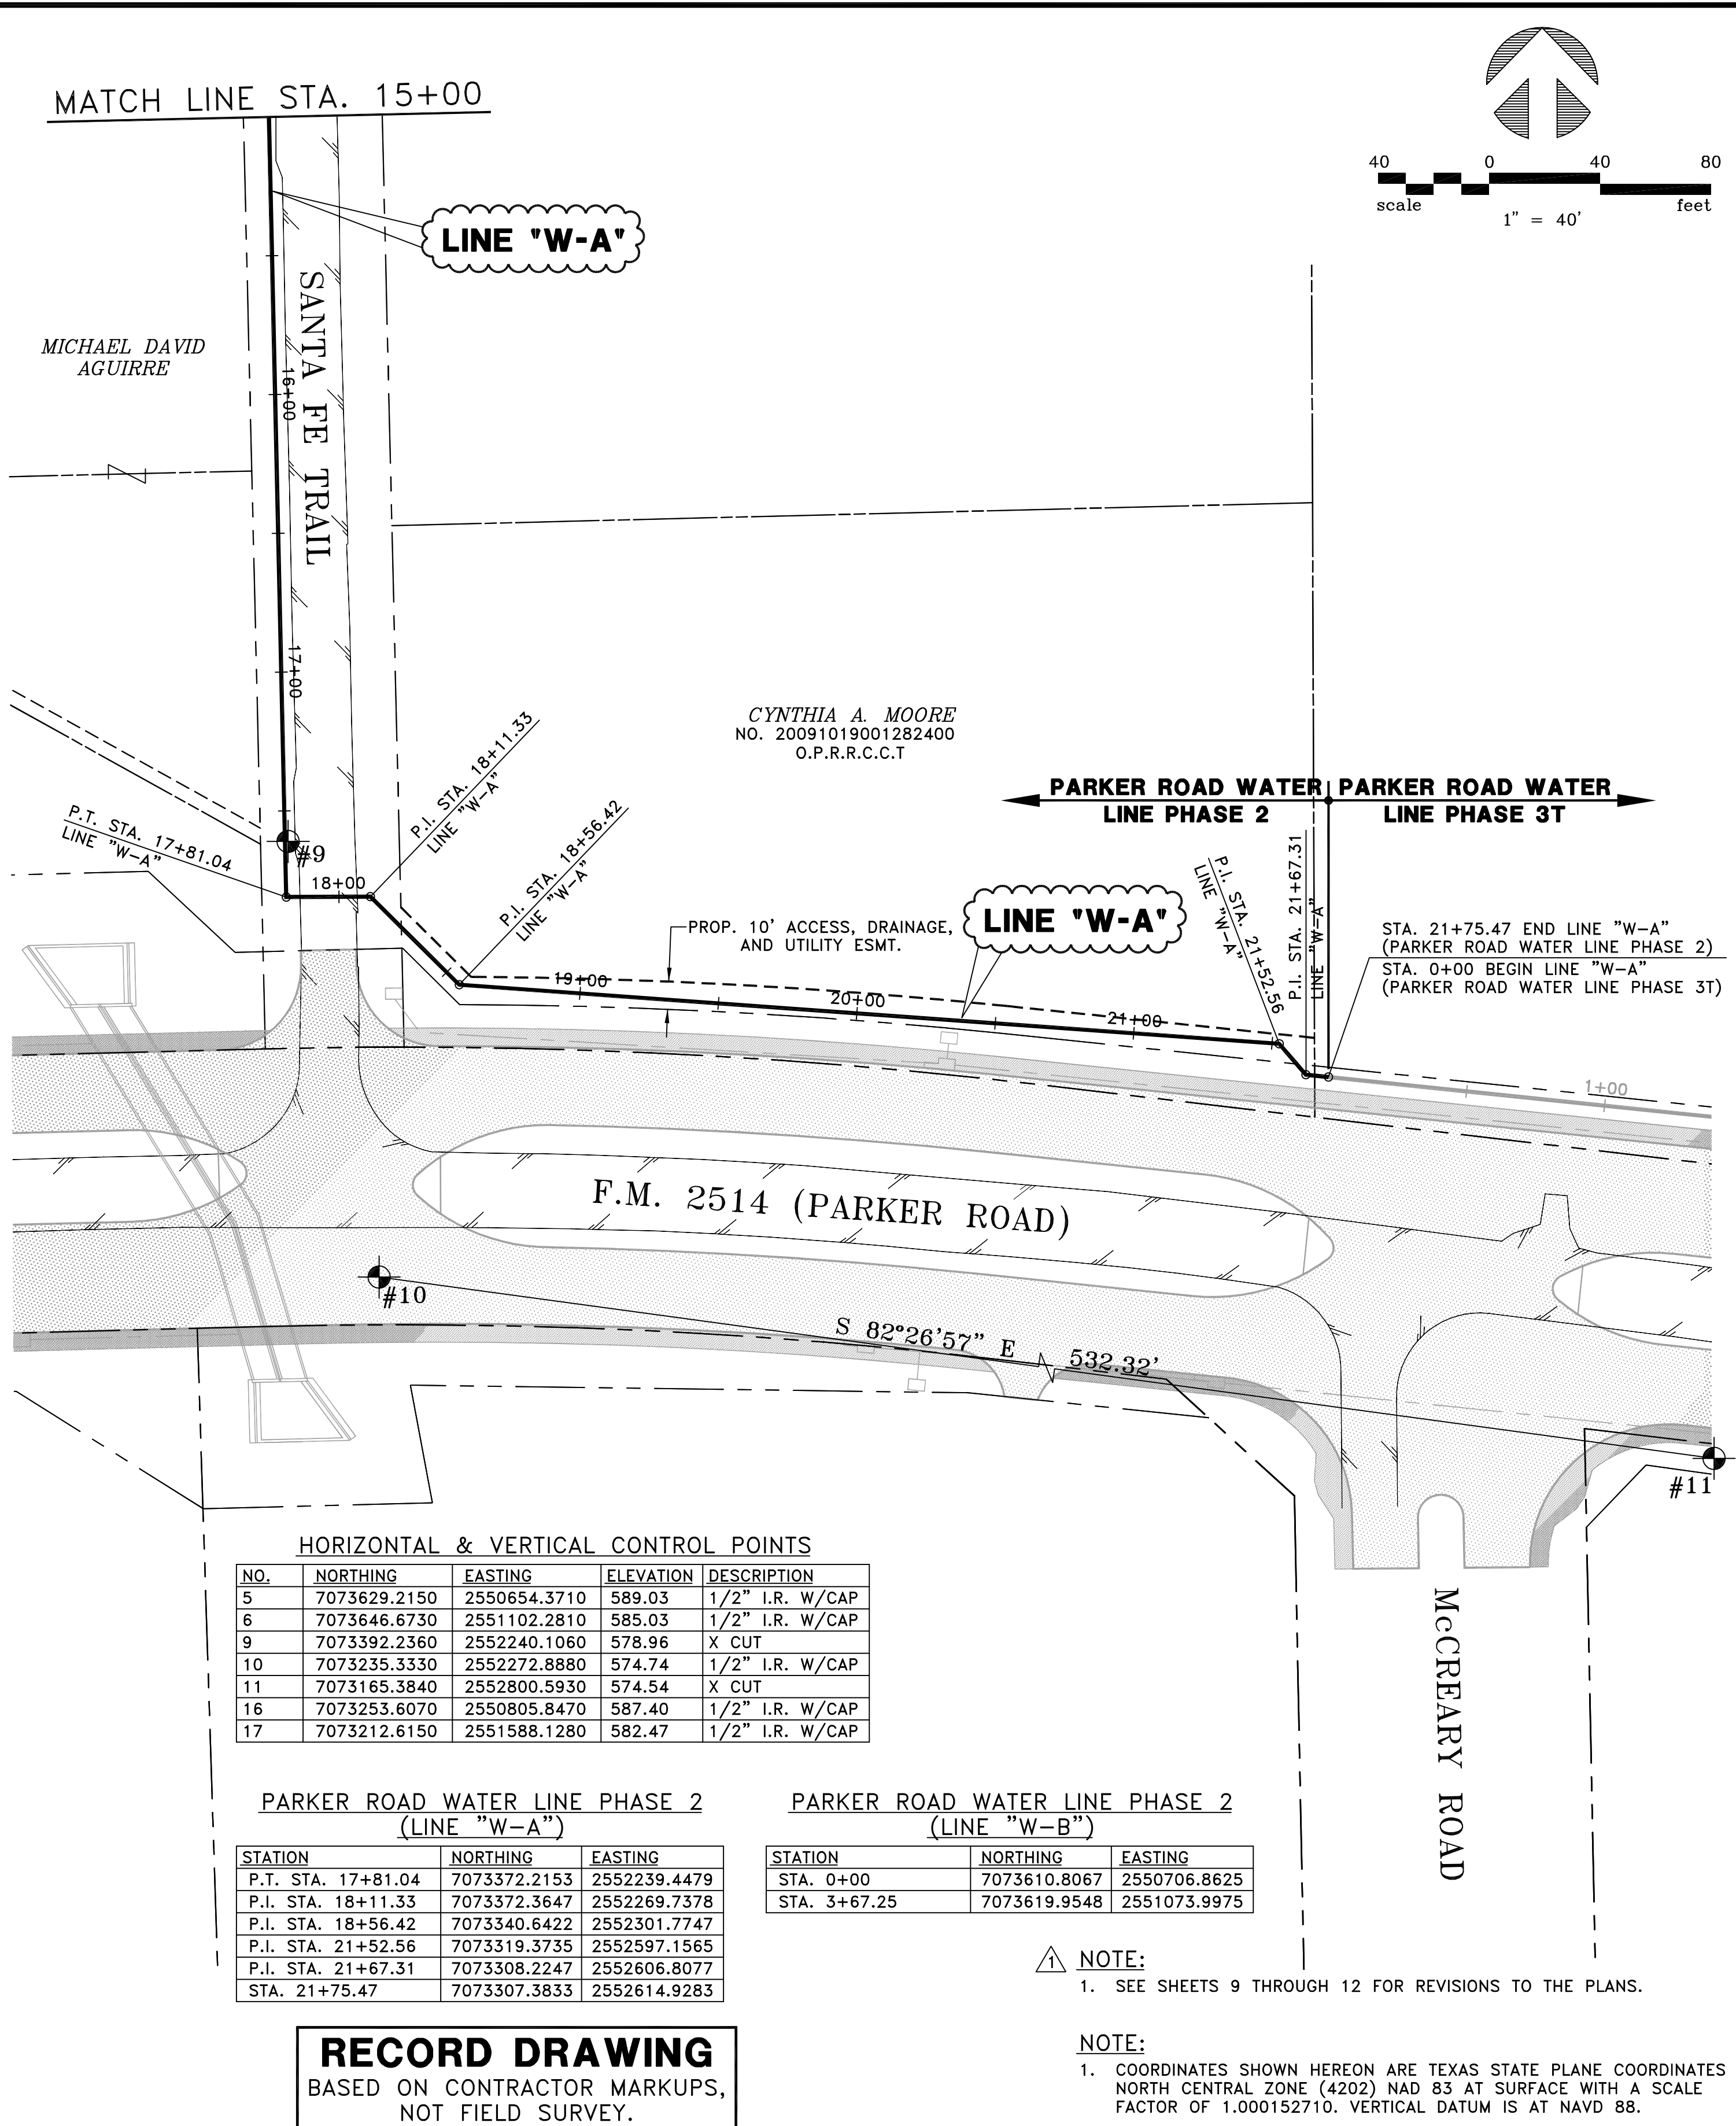 MATCH LINE STA. 15+00
40 0 40 80
scale feet
1" = 40'
LINE "W-A"
SANTA FE TRAIL
MICHAEL DAVID
AGUIRRE
16+00
17+00
CYNTHIA A. MOORE
NO. 20091019001282400
O.P.R.R.C.C.T
PARKER ROAD WATER
LINE PHASE 2
PARKER ROAD WATER
LINE PHASE 3T
P.T. STA. 17+81.04
LINE "W-A"
#9
18+00
P.I. STA. 18+11.33
LINE "W-A"
P.I. STA. 18+56.42
LINE "W-A"
PROP. 10' ACCESS, DRAINAGE,
AND UTILITY ESMT.
LINE "W-A"
P.I. STA. 21+52.56
LINE "W-A"
P.I. STA. 21+67.31
LINE "W-A"
STA. 21+75.47 END LINE "W-A"
(PARKER ROAD WATER LINE PHASE 2)
STA. 0+00 BEGIN LINE "W-A"
(PARKER ROAD WATER LINE PHASE 3T)
19+00
20+00
21+00
1+00
F.M. 2514 (PARKER ROAD)
#10
S 82°26'57" E 532.32'
#11
McCREARY ROAD
HORIZONTAL & VERTICAL CONTROL POINTS
NO. NORTHING EASTING ELEVATION DESCRIPTION
5 7073629.2150 2550654.3710 589.03 1/2" I.R. W/CAP
6 7073646.6730 2551102.2810 585.03 1/2" I.R. W/CAP
9 7073392.2360 2552240.1060 578.96 X CUT
10 7073235.3330 2552272.8880 574.74 1/2" I.R. W/CAP
11 7073165.3840 2552800.5930 574.54 X CUT
16 7073253.6070 2550805.8470 587.40 1/2" I.R. W/CAP
17 7073212.6150 2551588.1280 582.47 1/2" I.R. W/CAP
PARKER ROAD WATER LINE PHASE 2
(LINE "W-A")
STATION NORTHING EASTING
P.T. STA. 17+81.04 7073372.2153 2552239.4479
P.I. STA. 18+11.33 7073372.3647 2552269.7378
P.I. STA. 18+56.42 7073340.6422 2552301.7747
P.I. STA. 21+52.56 7073319.3735 2552597.1565
P.I. STA. 21+67.31 7073308.2247 2552606.8077
STA. 21+75.47 7073307.3833 2552614.9283
PARKER ROAD WATER LINE PHASE 2
(LINE "W-B")
STATION NORTHING EASTING
STA. 0+00 7073610.8067 2550706.8625
STA. 3+67.25 7073619.9548 2551073.9975
1 NOTE:
1. SEE SHEETS 9 THROUGH 12 FOR REVISIONS TO THE PLANS.
NOTE:
1. COORDINATES SHOWN HEREON ARE TEXAS STATE PLANE COORDINATES
NORTH CENTRAL ZONE (4202) NAD 83 AT SURFACE WITH A SCALE
FACTOR OF 1.000152710. VERTICAL DATUM IS AT NAVD 88.
RECORD DRAWING
BASED ON CONTRACTOR MARKUPS,
NOT FIELD SURVEY.